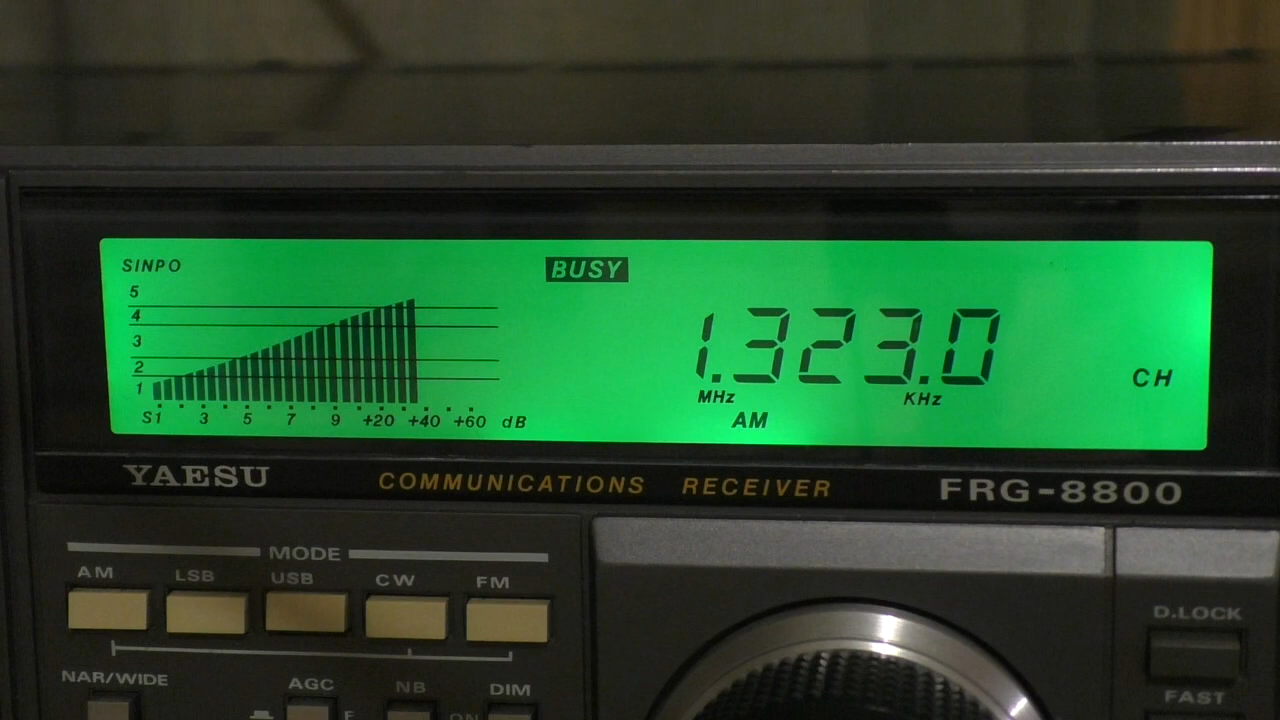 SINPO
BUSY
5
4
3
2
1
1.323.0
MHz KHz
CH
AM
S1 3 5 7 9 +20 +40 +60 dB
YAESU COMMUNICATIONS RECEIVER FRG-8800
MODE
AM LSB USB CW FM
D.LOCK
NAR/WIDE AGC NB DIM
FAST
F ON